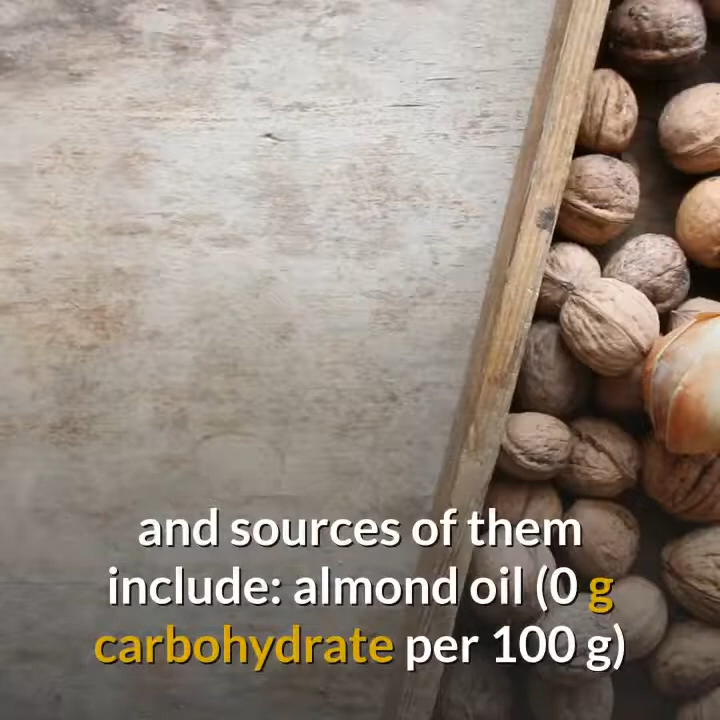 and sources of them
include: almond oil (0 g
carbohydrate per 100 g)